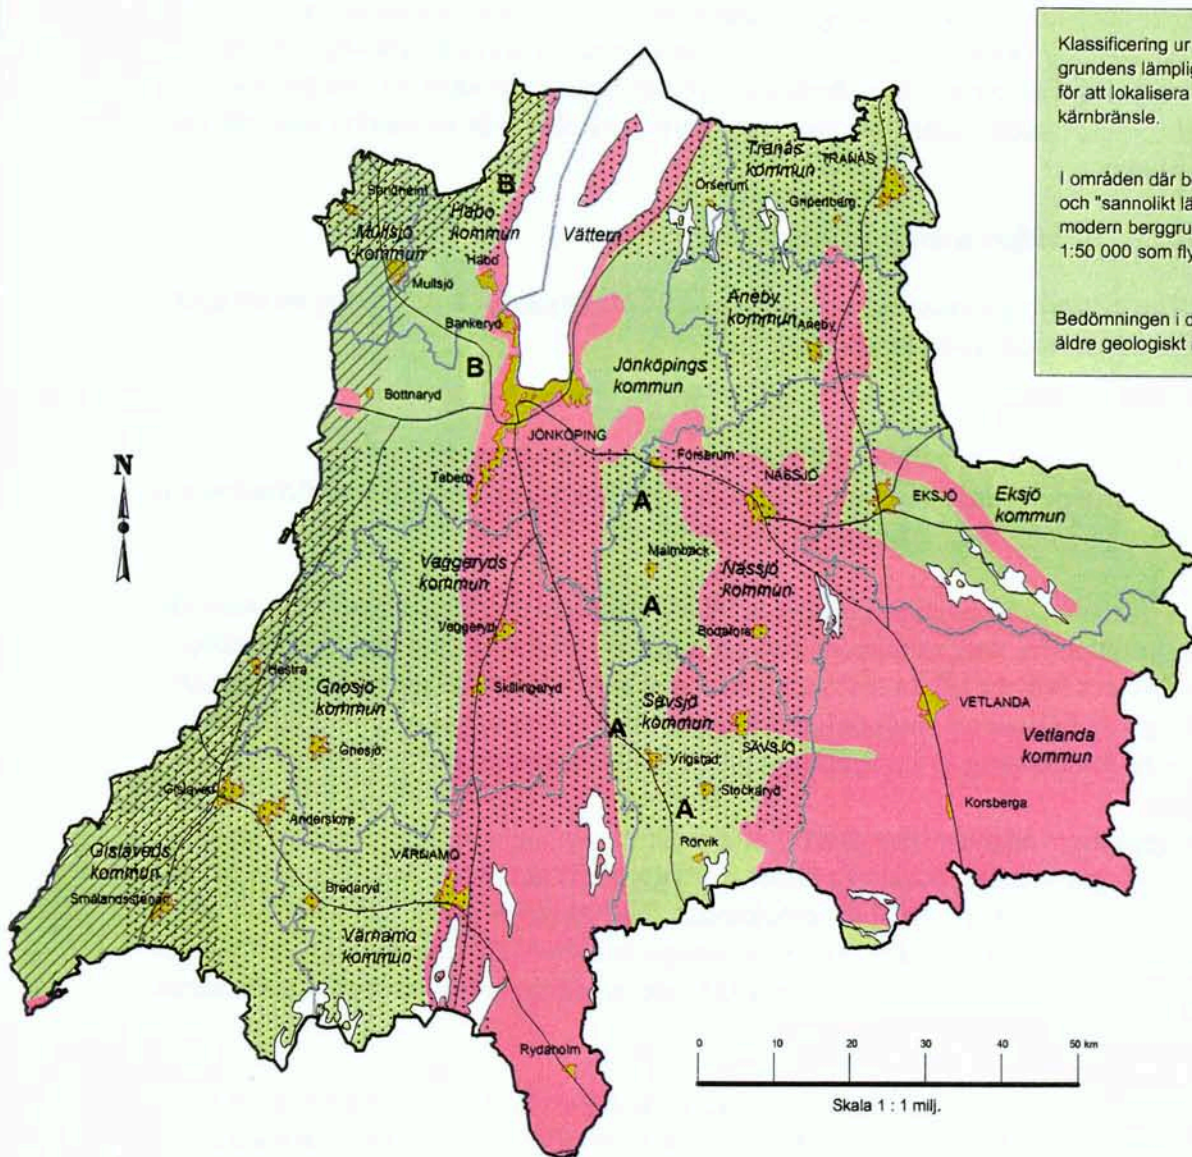 Klassificering ur
grundens lämplig
för att lokalisera
kärnbränsle.
I områden där b
och "sannolikt lä
modern berggru
1:50 000 som fly
Bedömningen i c
äldre geologiskt
Tranås
kommun
TRANÅS
Sandhem
B
Habo
kommun
Mullsjö
kommun
Örserum
Gripenberg
Vättern
Habo
Mullsjö
Aneby
kommun
Bankeryd
Aneby
B
Jönköpings
kommun
Bottnaryd
JÖNKÖPING
N
Forserum
NÄSSJÖ
Taberg
A
EKSJÖ
Eksjö
kommun
Vaggeryds
kommun
Malmbäck
Nässjö
kommun
A
Vaggeryd
Bodafors
Hestra
Gnosjö
kommun
Skillingaryd
Sävsjö
kommun
VETLANDA
A
SÄVSJÖ
Vetlanda
kommun
Gnosjö
Vrigstad
Gislaved
Stockaryd
Anderstorp
A
Korsberga
Gislaveds
kommun
VÄRNAMO
Rörvik
Smålandsstenar
Bredaryd
Värnamo
kommun
Rydaholm
0 10 20 30 40 50 km
Skala 1 : 1 milj.